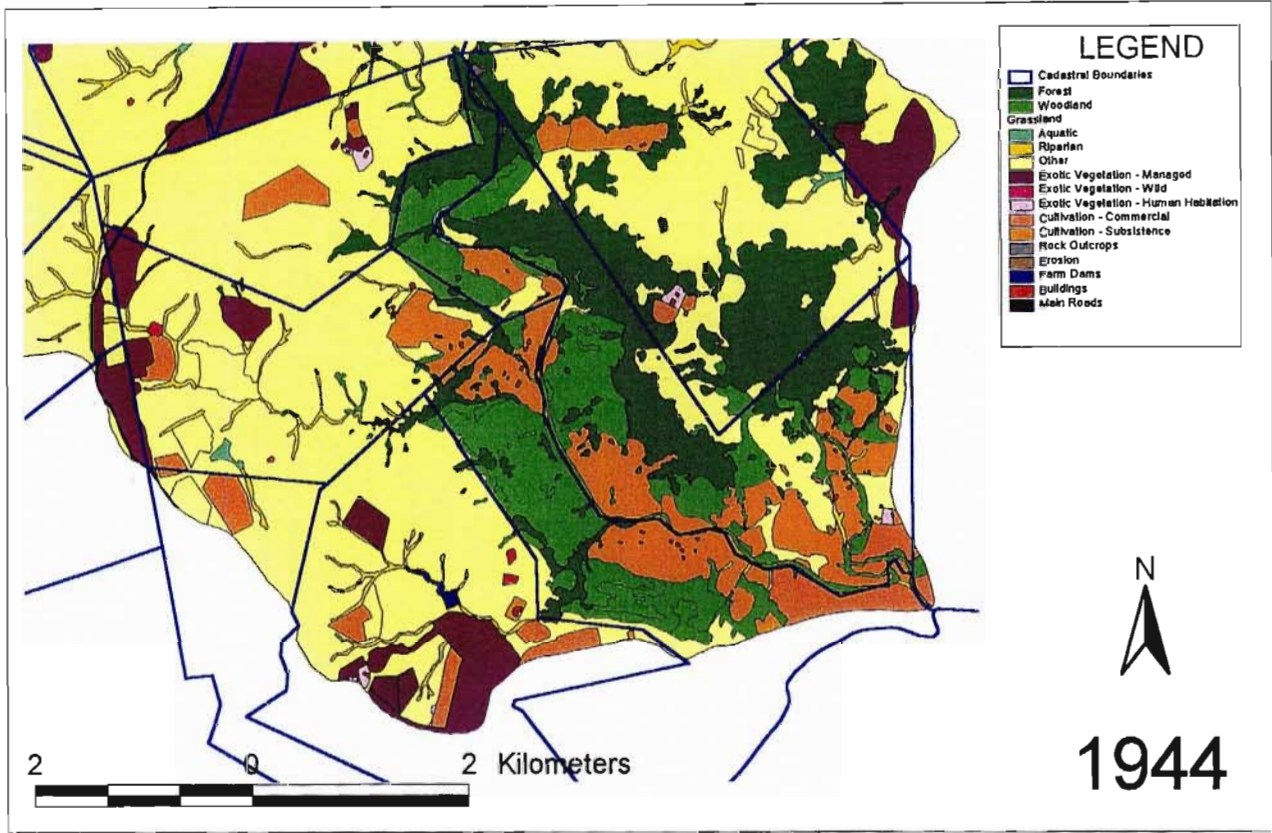 LEGEND
Cadastral Boundaries
Forest
Woodland
Grassland
Aquatic
Riparian
Other
Exotic Vegetation - Managed
Exotic Vegetation - Wild
Exotic Vegetation - Human Habitation
Cultivation - Commercial
Cultivation - Subsistence
Rock Outcrops
Erosion
Farm Dams
Buildings
Main Roads
N
1944
2 0 2 Kilometers